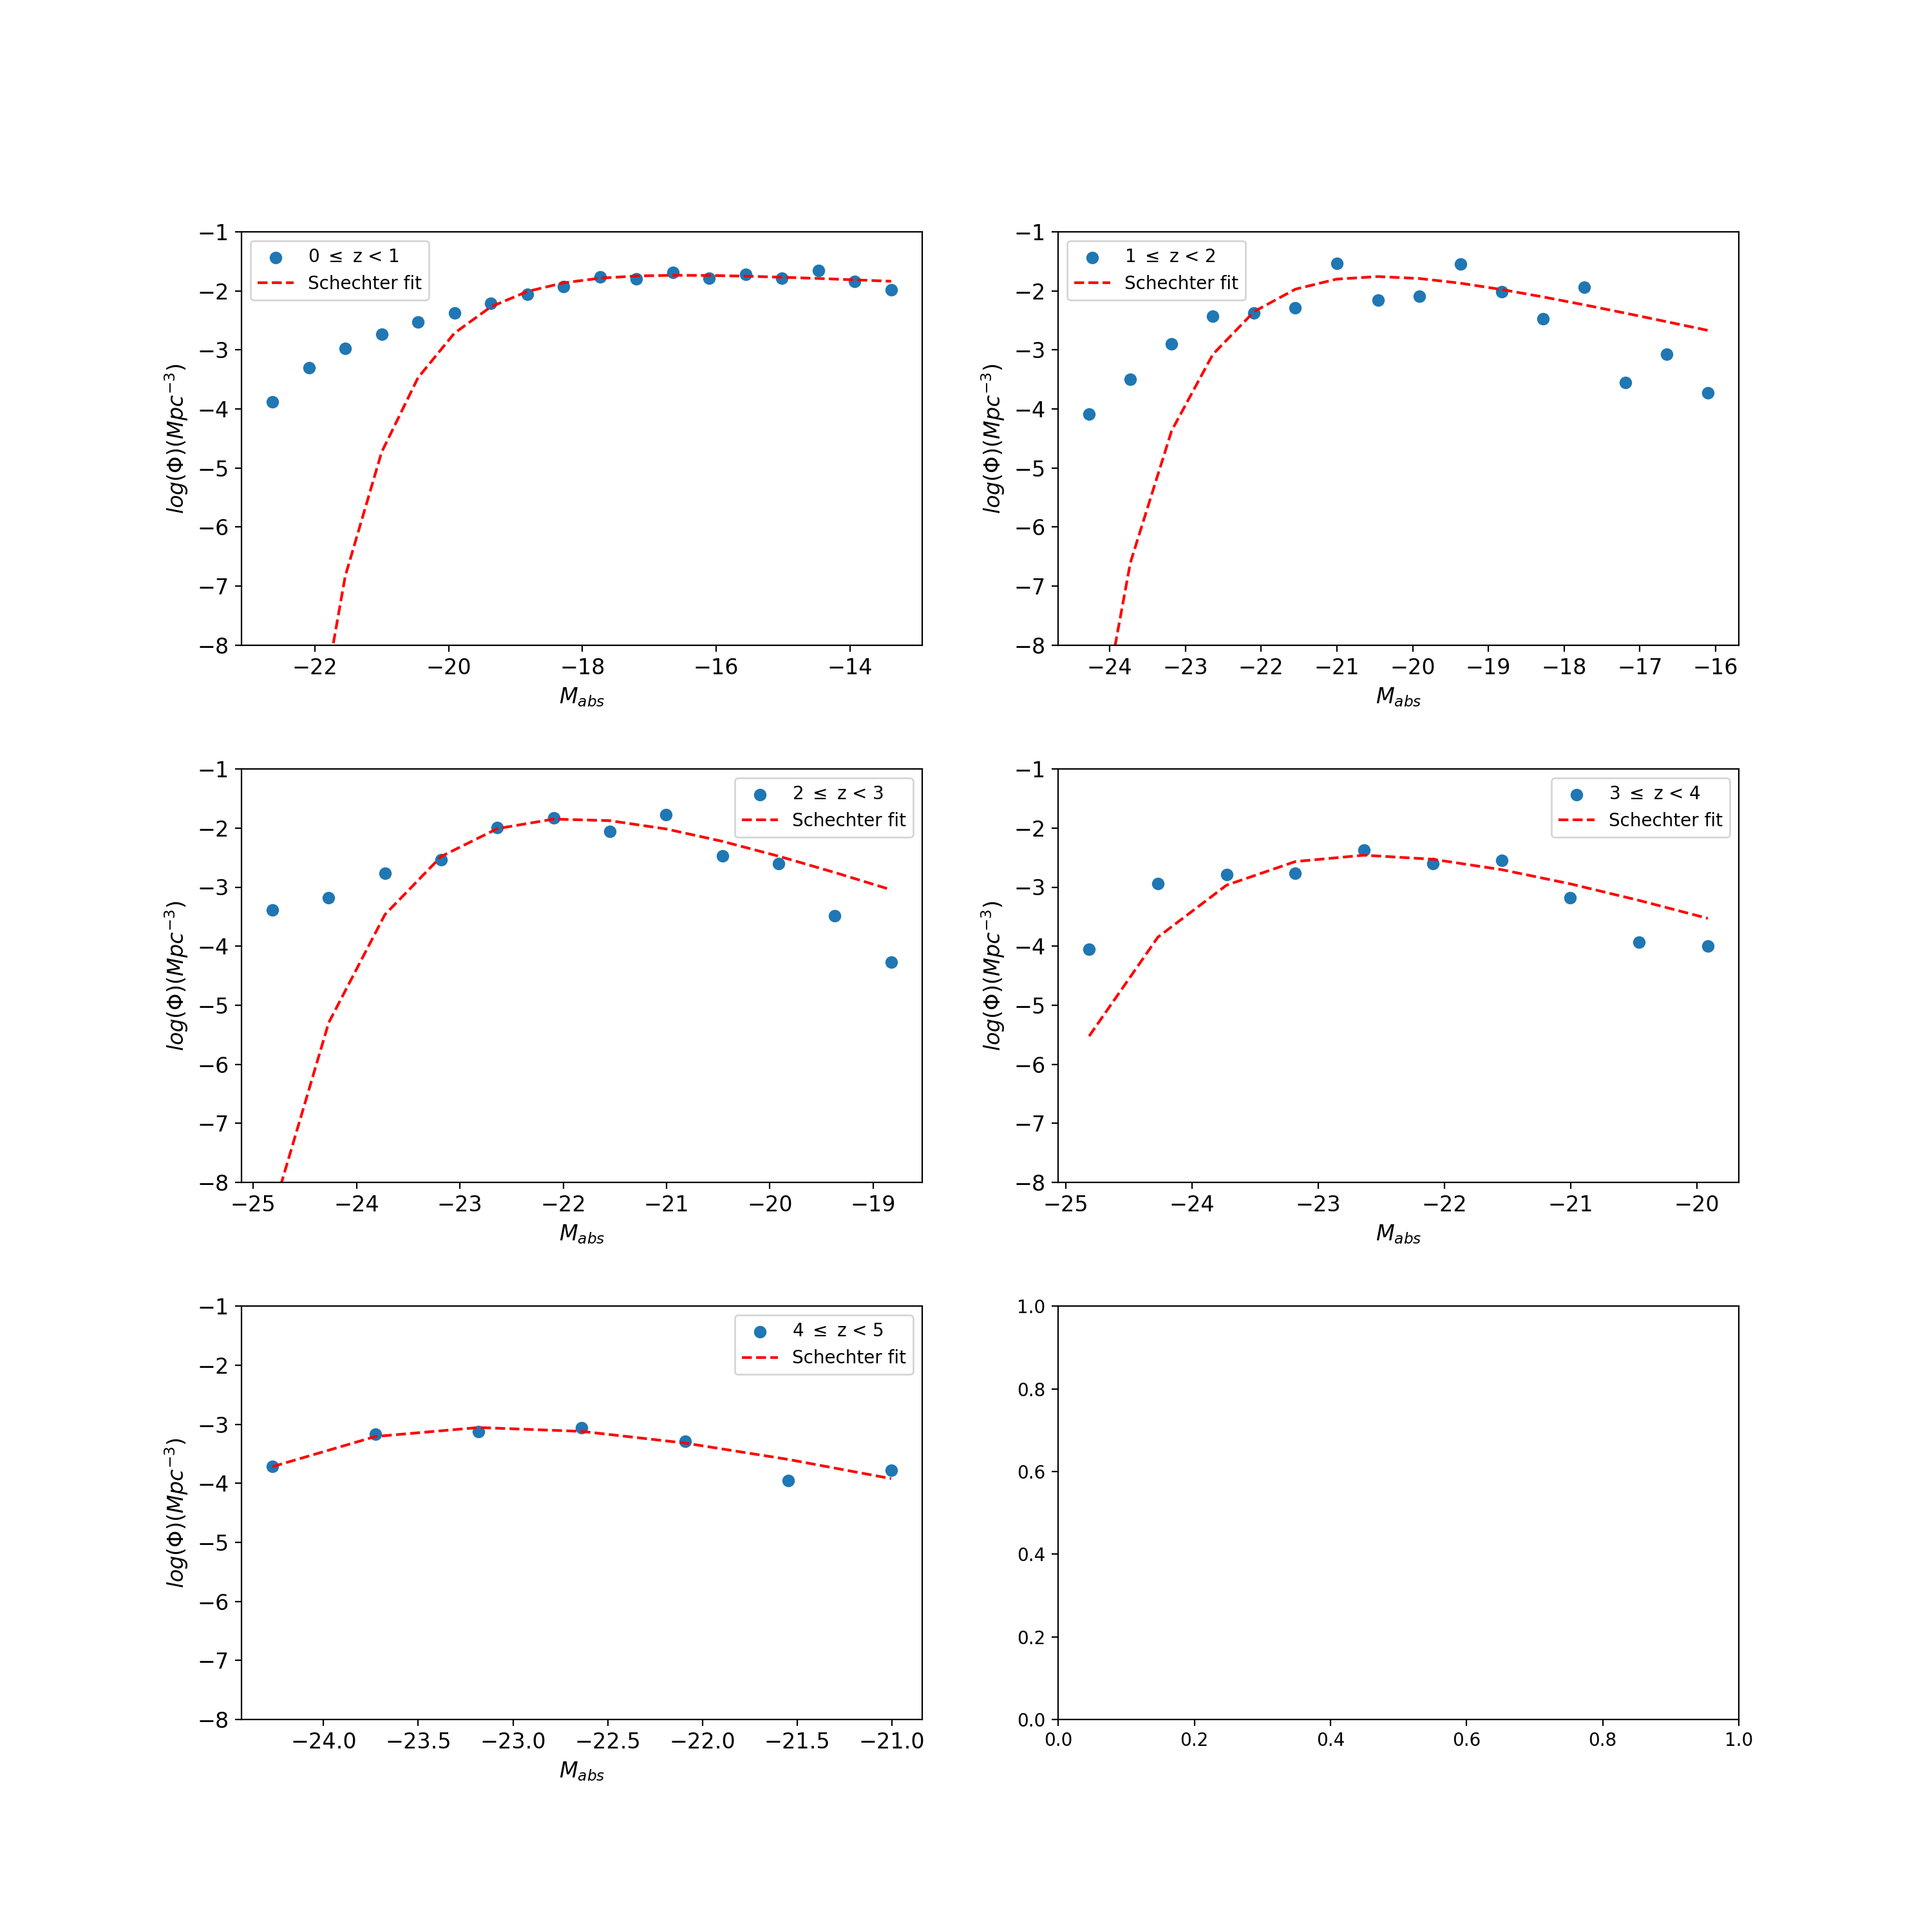 −1
−2
−3
−4
−5
−6
−7
−8
log(Φ)(Mpc⁻³)
0 ≤ z < 1
Schechter fit
−22 −20 −18 −16 −14
M_abs
−1
−2
−3
−4
−5
−6
−7
−8
log(Φ)(Mpc⁻³)
1 ≤ z < 2
Schechter fit
−24 −23 −22 −21 −20 −19 −18 −17 −16
M_abs
−1
−2
−3
−4
−5
−6
−7
−8
log(Φ)(Mpc⁻³)
2 ≤ z < 3
Schechter fit
−25 −24 −23 −22 −21 −20 −19
M_abs
−1
−2
−3
−4
−5
−6
−7
−8
log(Φ)(Mpc⁻³)
3 ≤ z < 4
Schechter fit
−25 −24 −23 −22 −21 −20
M_abs
−1
−2
−3
−4
−5
−6
−7
−8
log(Φ)(Mpc⁻³)
4 ≤ z < 5
Schechter fit
−24.0 −23.5 −23.0 −22.5 −22.0 −21.5 −21.0
M_abs
1.0
0.8
0.6
0.4
0.2
0.0
0.0 0.2 0.4 0.6 0.8 1.0